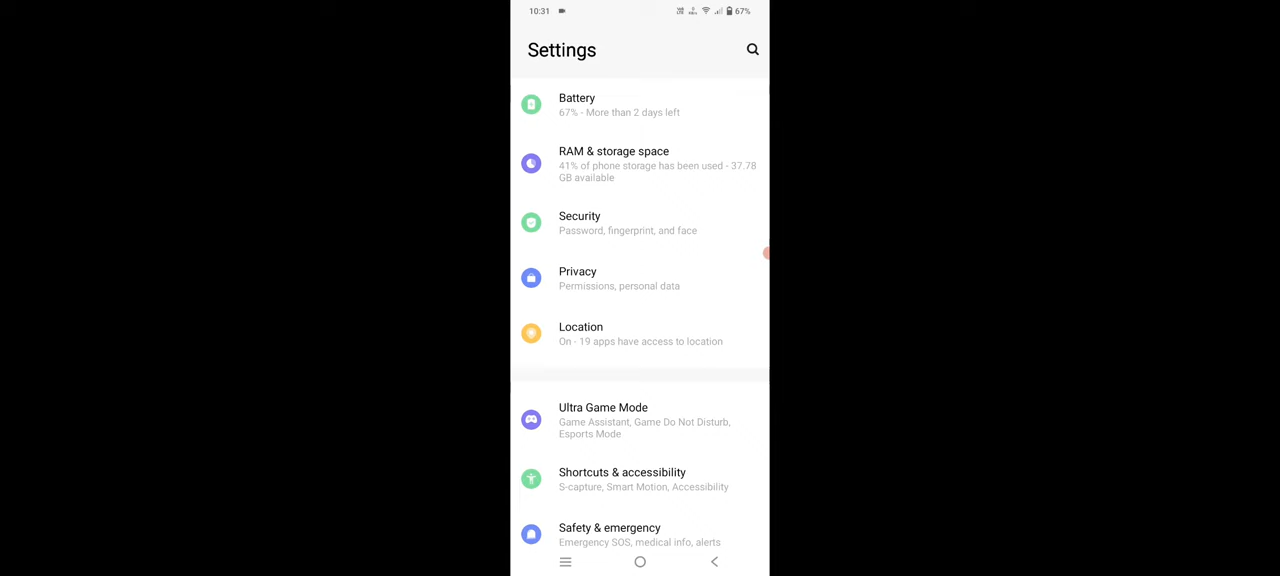 10:31
67%
Settings
Battery
67% - More than 2 days left
RAM & storage space
41% of phone storage has been used - 37.78
GB available
Security
Password, fingerprint, and face
Privacy
Permissions, personal data
Location
On - 19 apps have access to location
Ultra Game Mode
Game Assistant, Game Do Not Disturb,
Esports Mode
Shortcuts & accessibility
S-capture, Smart Motion, Accessibility
Safety & emergency
Emergency SOS, medical info, alerts